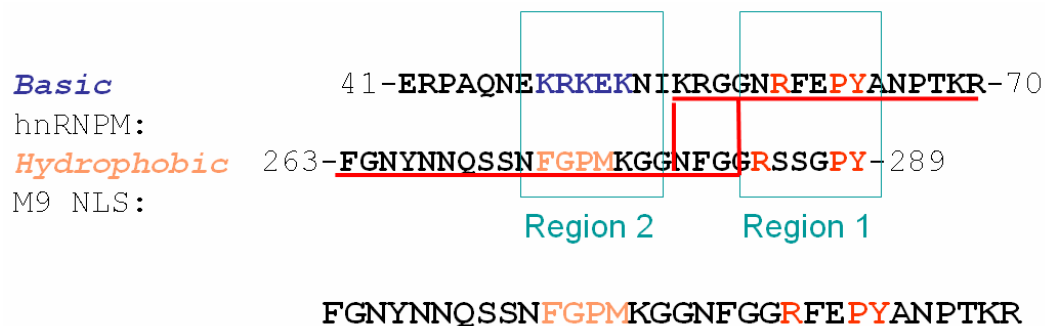 Basic 41-ERPAQNEKRKEKNIKRGGNRFEPYANPTKR-70
hnRNPM:
Hydrophobic 263-FGNYNNQSSNFGPMKGGNFGGRSSGPY-289
M9 NLS:
Region 2 Region 1
FGNYNNQSSNFGPMKGGNFGGRFEPYANPTKR